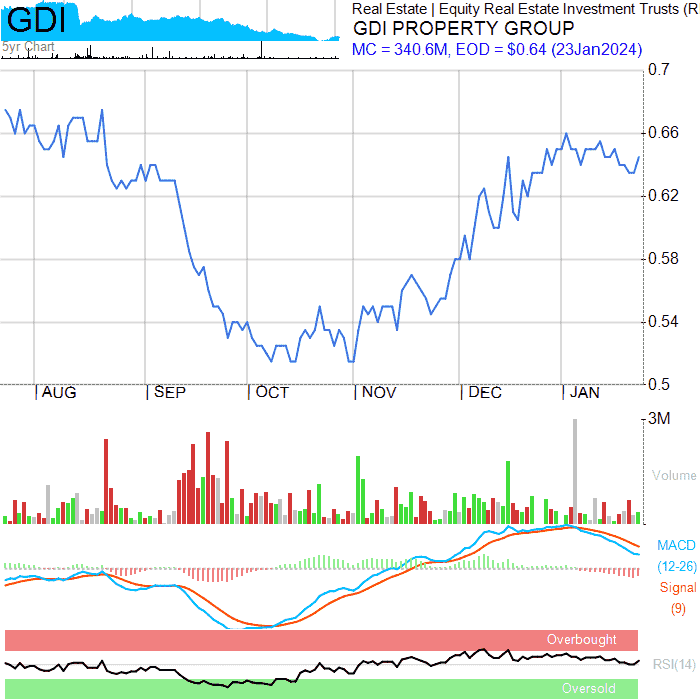 GDI
5yr Chart
Real Estate | Equity Real Estate Investment Trusts (R
GDI PROPERTY GROUP
MC = 340.6M, EOD = $0.64 (23Jan2024)
0.7
0.66
0.62
0.58
0.54
0.5
AUG SEP OCT NOV DEC JAN
3M
Volume
MACD
(12-26)
Signal
(9)
Overbought
RSI(14)
Oversold